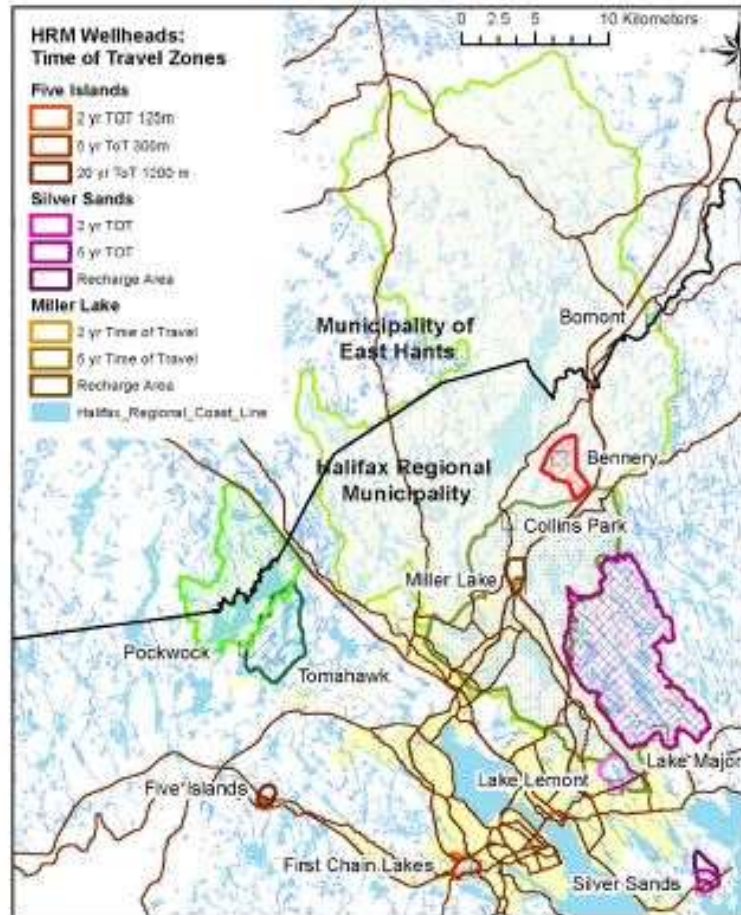 HRM Wellheads:
Time of Travel Zones
Five Islands
2 yr TOT 125m
5 yr ToT 300m
20 yr ToT 1200 m
Silver Sands
2 yr TOT
5 yr TOT
Recharge Area
Miller Lake
2 yr Time of Travel
5 yr Time of Travel
Recharge Area
Halifax_Regional_Coast_Line
0 2.5 5 10 Kilometers
Bomont
Municipality of
East Hants
Bennery
Halifax Regional
Municipality
Collins Park
Miller Lake
Pockwock
Tomahawk
Lake Major
Lake Lemont
Five Islands
First Chain Lakes
Silver Sands